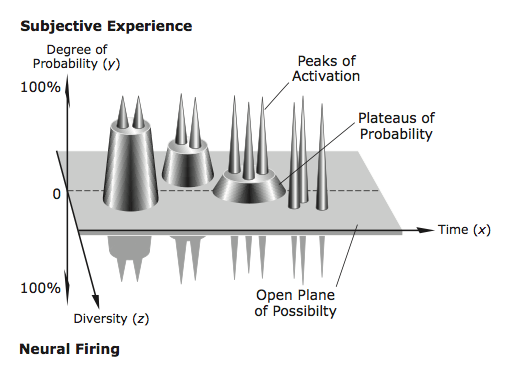 Subjective Experience
Degree of
Probability (y)
Peaks of
Activation
100%
Plateaus of
Probability
0
Time (x)
100%
Open Plane
of Possibilty
Diversity (z)
Neural Firing